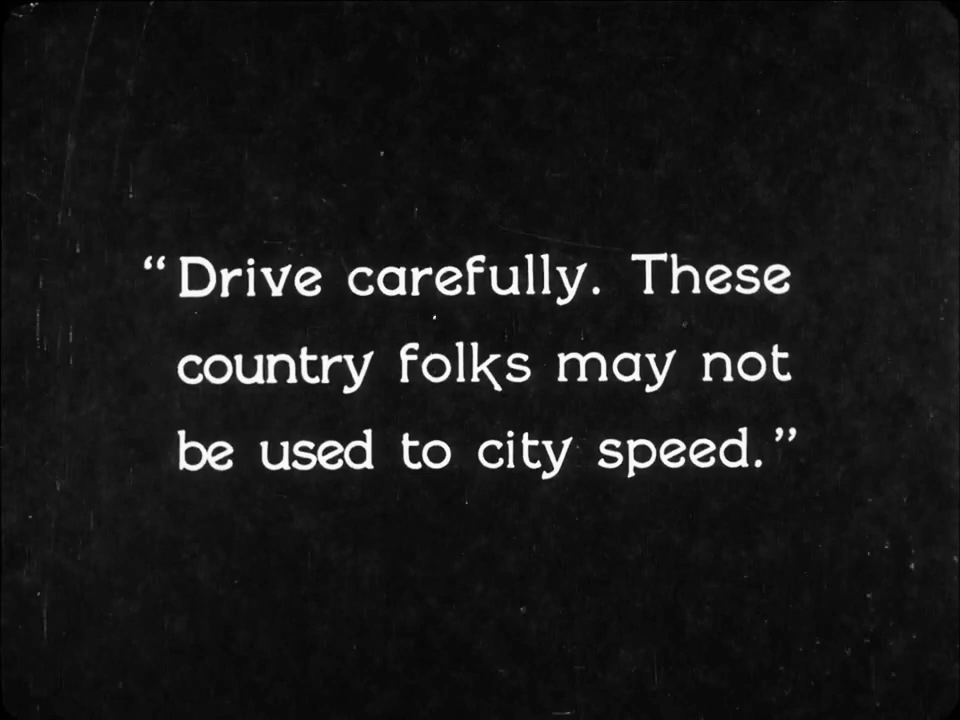 “Drive carefully. These
country folks may not
be used to city speed.”